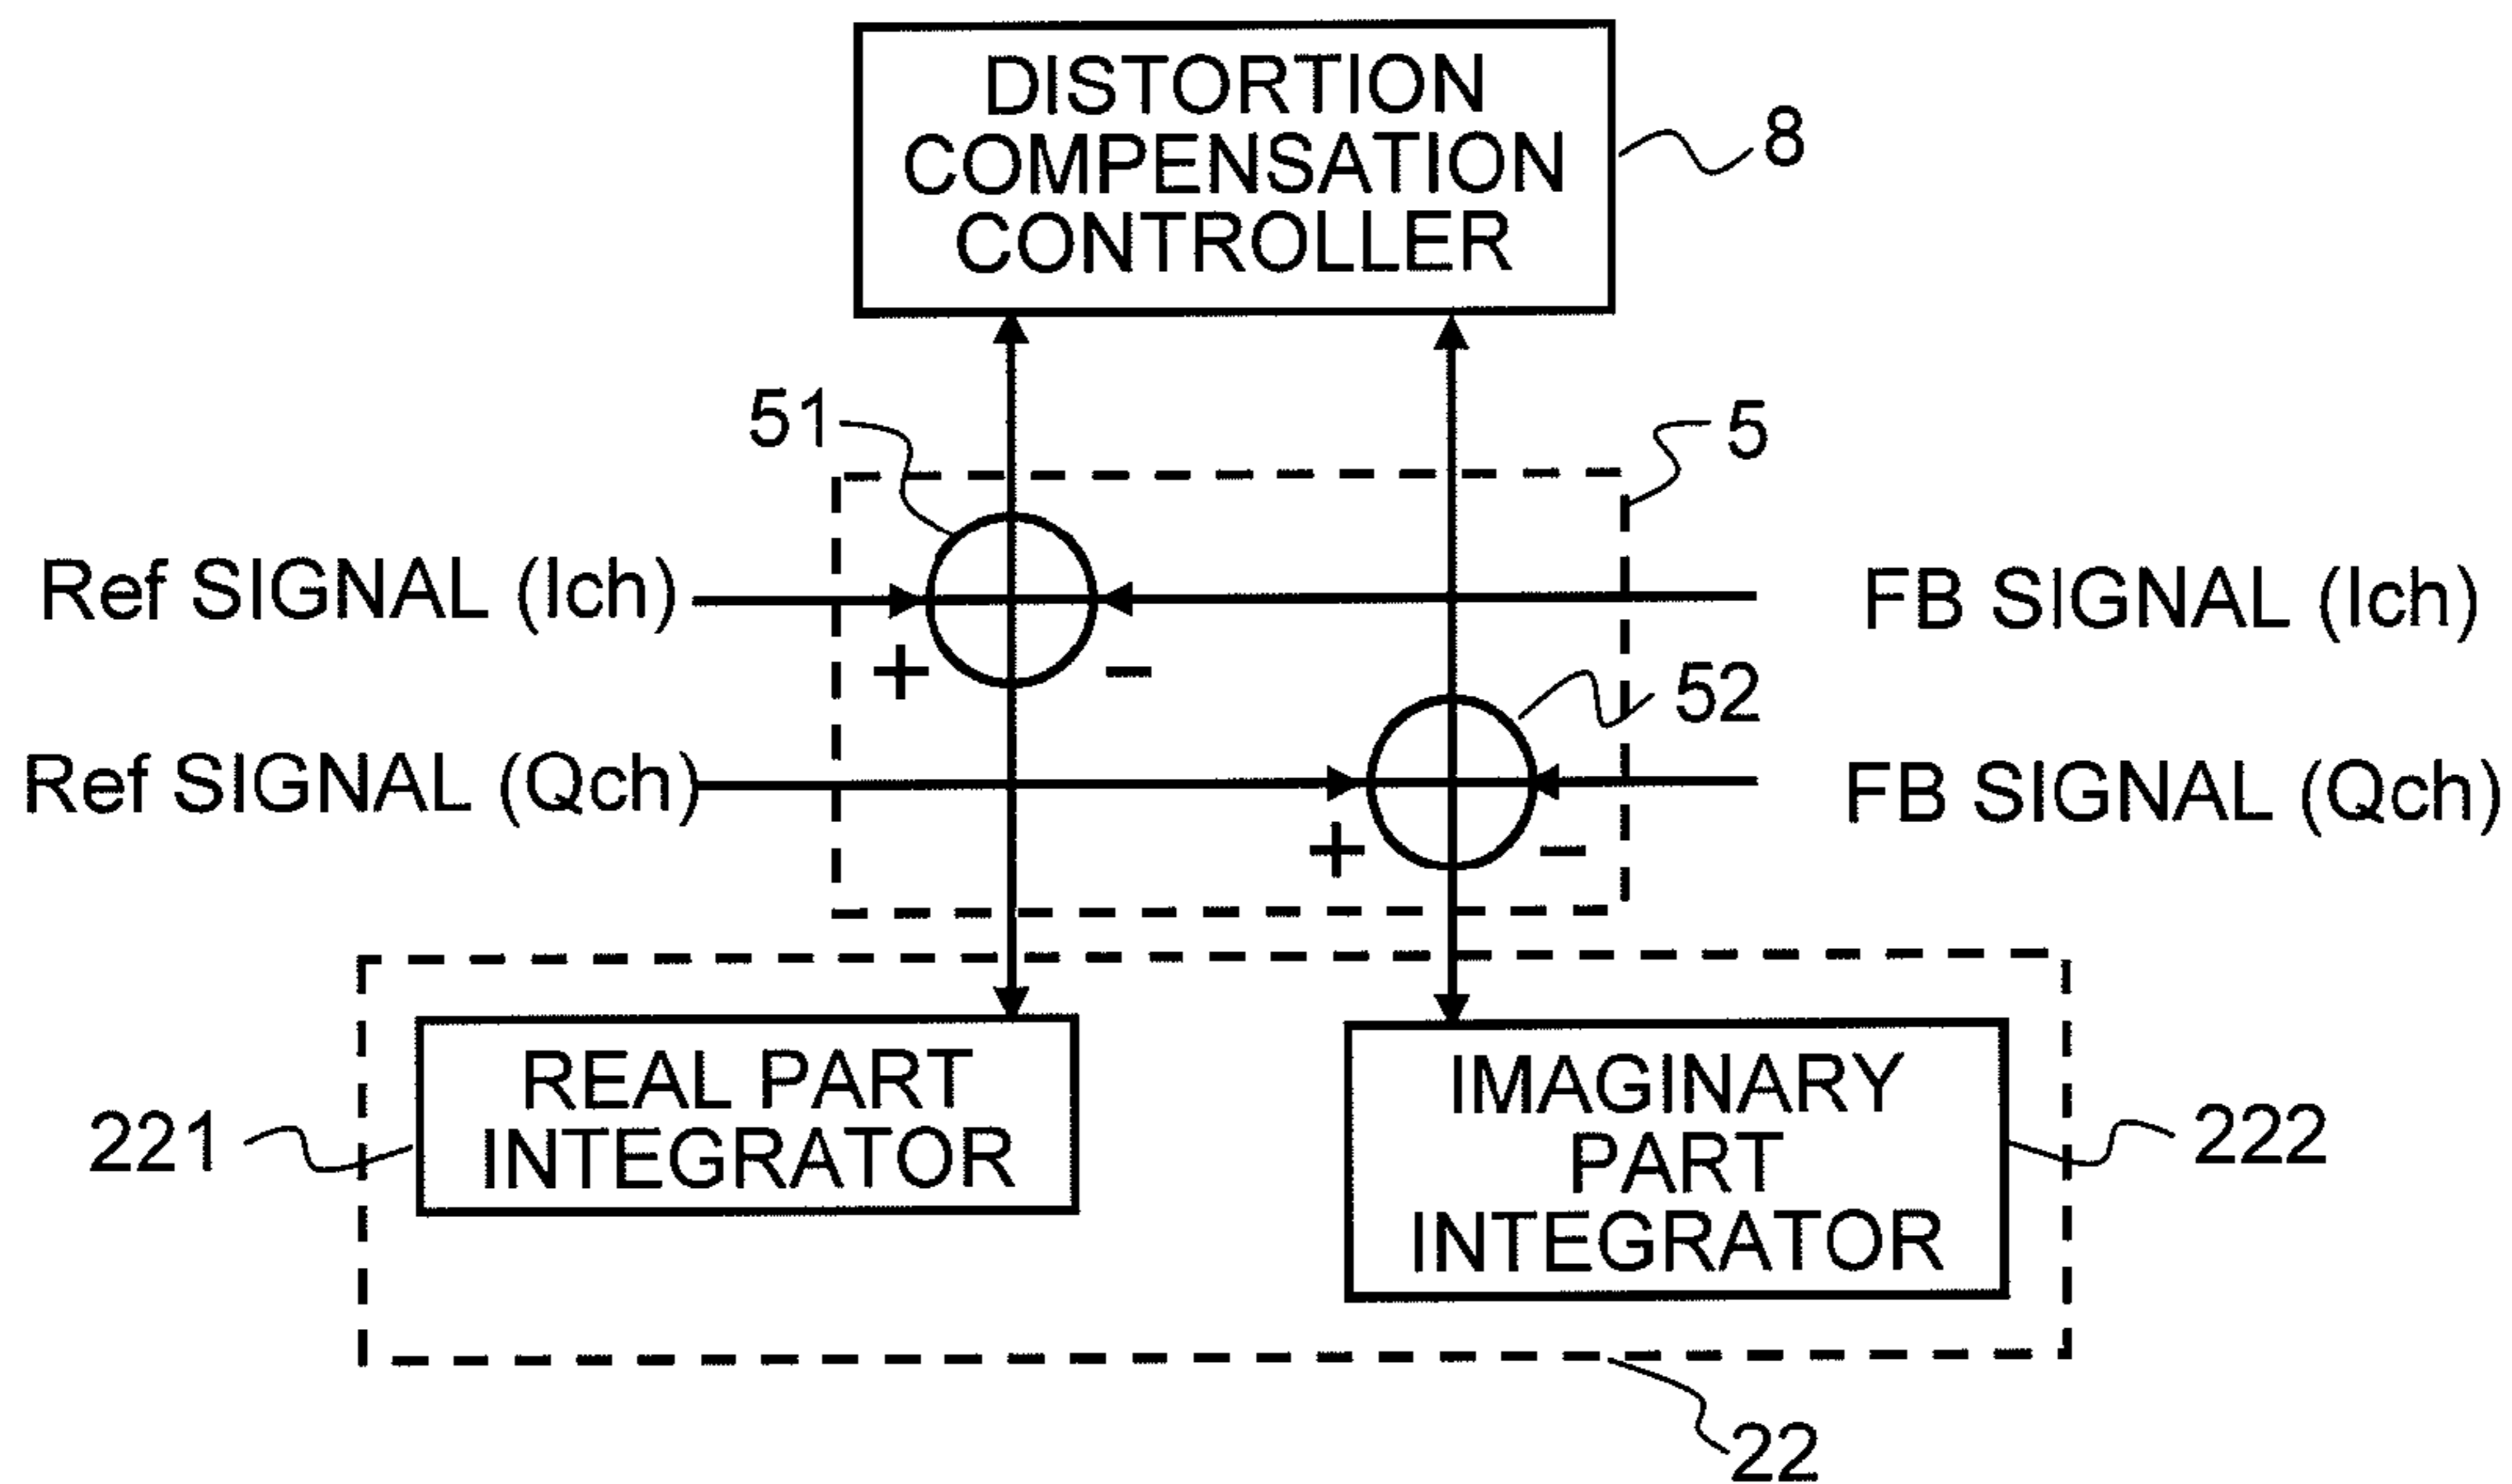 DISTORTION
COMPENSATION
CONTROLLER
8
51
5
Ref SIGNAL (Ich)
FB SIGNAL (Ich)
+
−
52
Ref SIGNAL (Qch)
FB SIGNAL (Qch)
+
−
REAL PART
INTEGRATOR
221
IMAGINARY
PART
INTEGRATOR
222
22